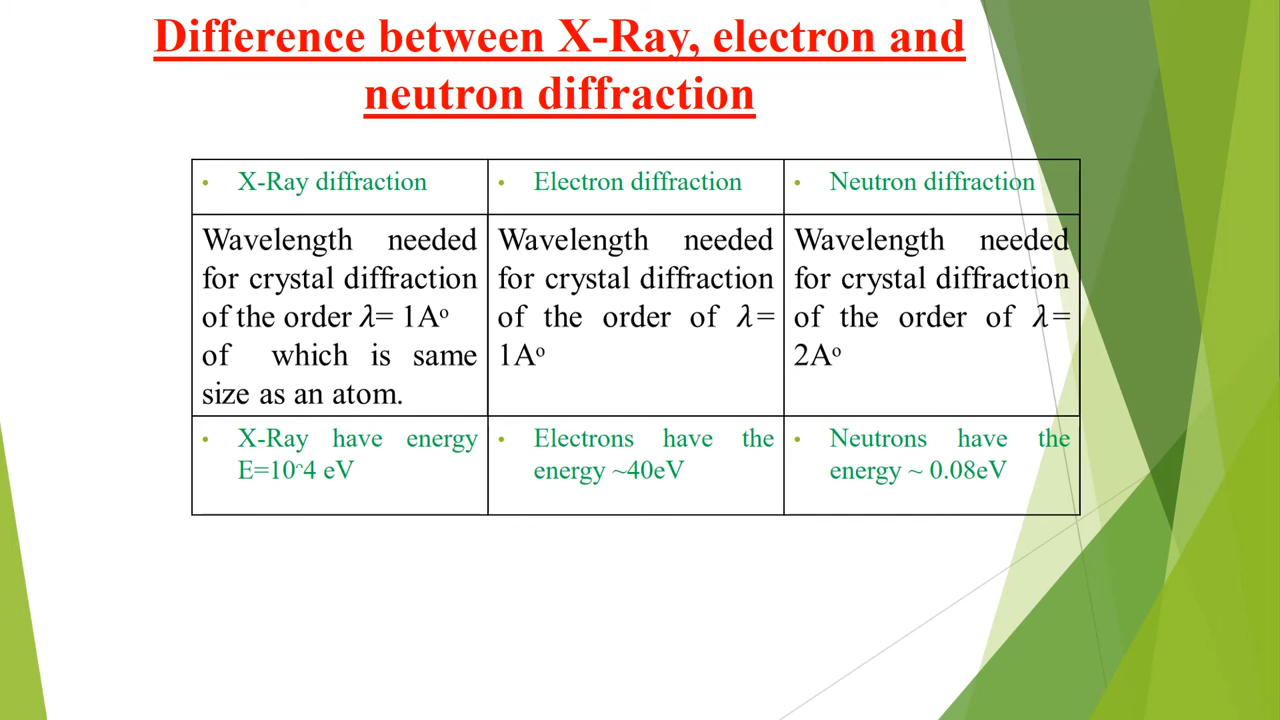 Difference between X-Ray, electron and
neutron diffraction
• X-Ray diffraction
• Electron diffraction
• Neutron diffraction
Wavelength needed
for crystal diffraction
of the order 𝜆= 1Aᵒ
of which is same
size as an atom.
Wavelength needed
for crystal diffraction
of the order of 𝜆=
1Aᵒ
Wavelength needed
for crystal diffraction
of the order of 𝜆=
2Aᵒ
• X-Ray have energy
E=10^4 eV
• Electrons have the
energy ~40eV
• Neutrons have the
energy ~ 0.08eV